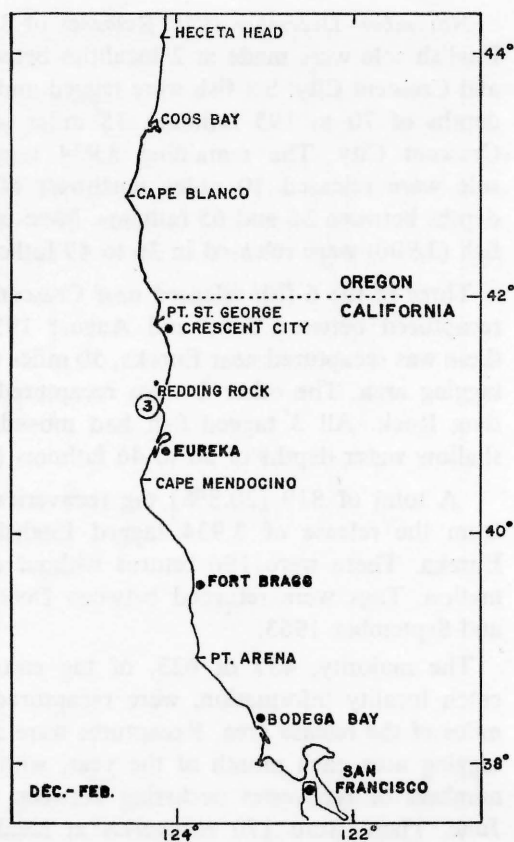 HECETA HEAD
44°
COOS BAY
CAPE BLANCO
42°
OREGON
CALIFORNIA
PT. ST. GEORGE
CRESCENT CITY
REDDING ROCK
3
EUREKA
CAPE MENDOCINO
40°
FORT BRAGG
PT. ARENA
BODEGA BAY
38°
SAN
FRANCISCO
DEC.-FEB.
124°
122°